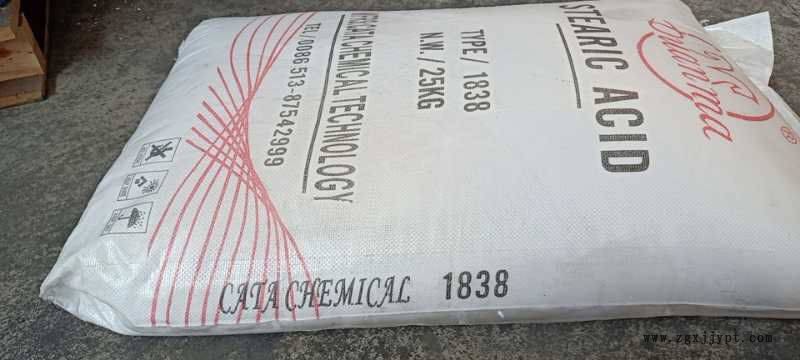 ®
STEARIC ACID
TYPE / 1838
N.W. / 25KG
CHEMICAL TECHNOLOGY
TEL/0086 513-87542999
CATA CHEMICAL 1838
www.zgxjjypt.com